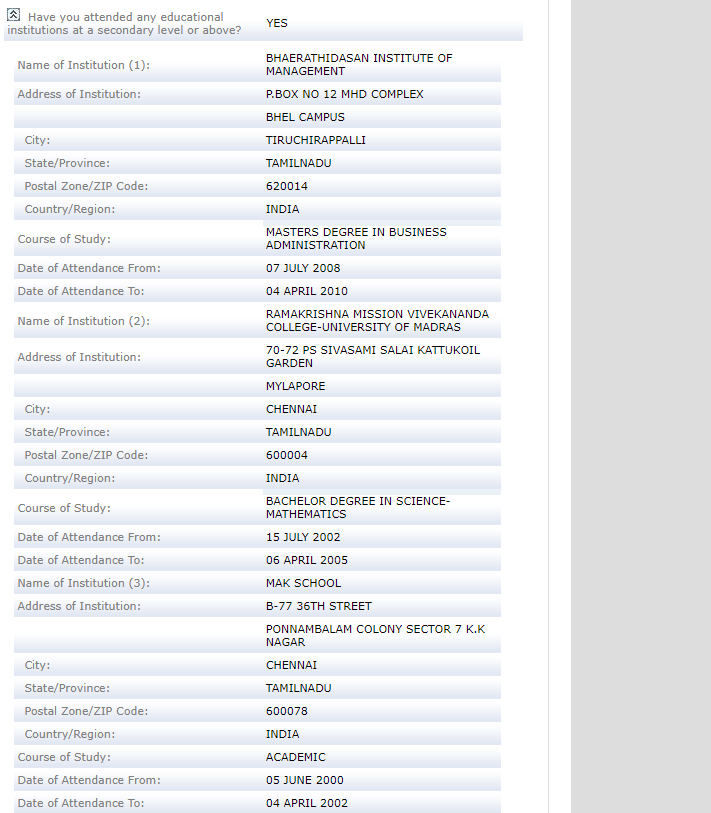 Have you attended any educational
institutions at a secondary level or above? YES
Name of Institution (1): BHAERATHIDASAN INSTITUTE OF
MANAGEMENT
Address of Institution: P.BOX NO 12 MHD COMPLEX
BHEL CAMPUS
City: TIRUCHIRAPPALLI
State/Province: TAMILNADU
Postal Zone/ZIP Code: 620014
Country/Region: INDIA
Course of Study: MASTERS DEGREE IN BUSINESS
ADMINISTRATION
Date of Attendance From: 07 JULY 2008
Date of Attendance To: 04 APRIL 2010
Name of Institution (2): RAMAKRISHNA MISSION VIVEKANANDA
COLLEGE-UNIVERSITY OF MADRAS
Address of Institution: 70-72 PS SIVASAMI SALAI KATTUKOIL
GARDEN
MYLAPORE
City: CHENNAI
State/Province: TAMILNADU
Postal Zone/ZIP Code: 600004
Country/Region: INDIA
Course of Study: BACHELOR DEGREE IN SCIENCE-
MATHEMATICS
Date of Attendance From: 15 JULY 2002
Date of Attendance To: 06 APRIL 2005
Name of Institution (3): MAK SCHOOL
Address of Institution: B-77 36TH STREET
PONNAMBALAM COLONY SECTOR 7 K.K
NAGAR
City: CHENNAI
State/Province: TAMILNADU
Postal Zone/ZIP Code: 600078
Country/Region: INDIA
Course of Study: ACADEMIC
Date of Attendance From: 05 JUNE 2000
Date of Attendance To: 04 APRIL 2002